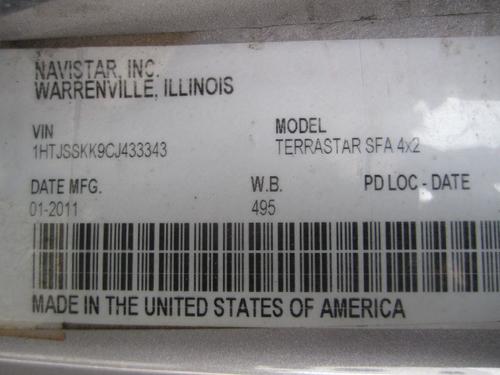 NAVISTAR, INC.
WARRENVILLE, ILLINOIS
VIN MODEL
1HTJSSKK9CJ433343 TERRASTAR SFA 4x2
DATE MFG. W.B. PD LOC - DATE
01-2011 495
MADE IN THE UNITED STATES OF AMERICA